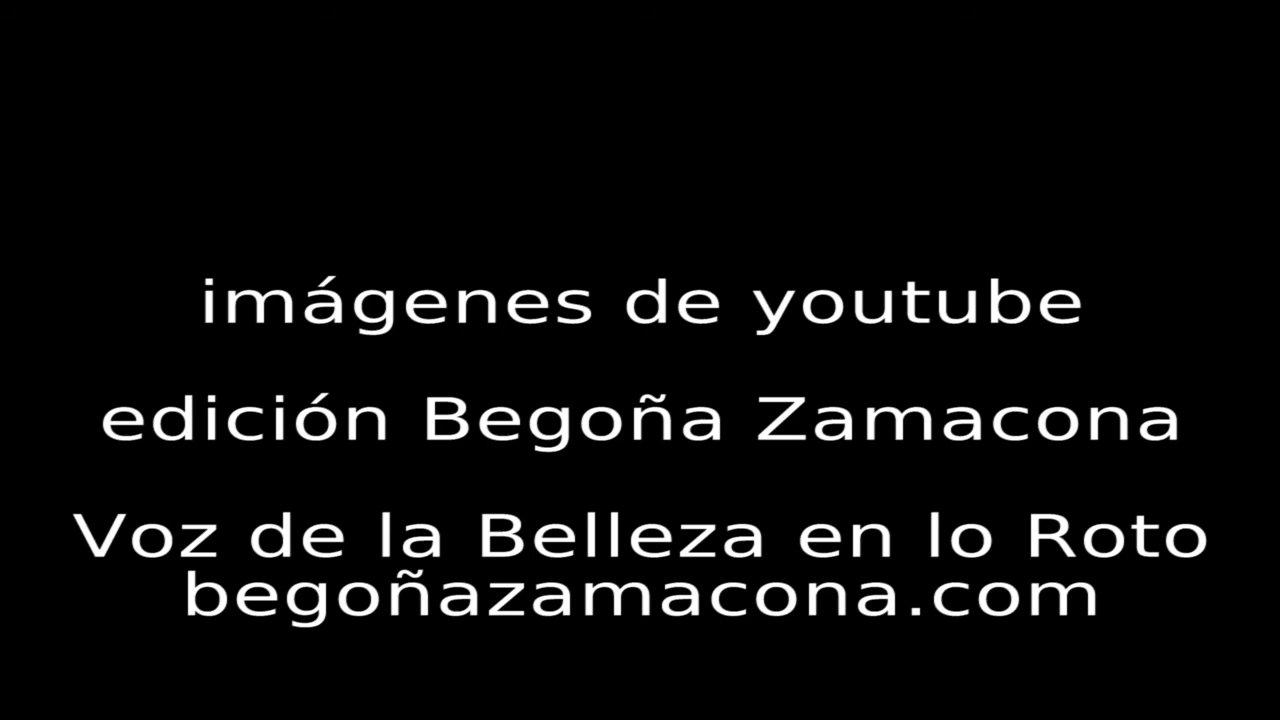 imágenes de youtube
edición Begoña Zamacona
Voz de la Belleza en lo Roto
begoñazamacona.com